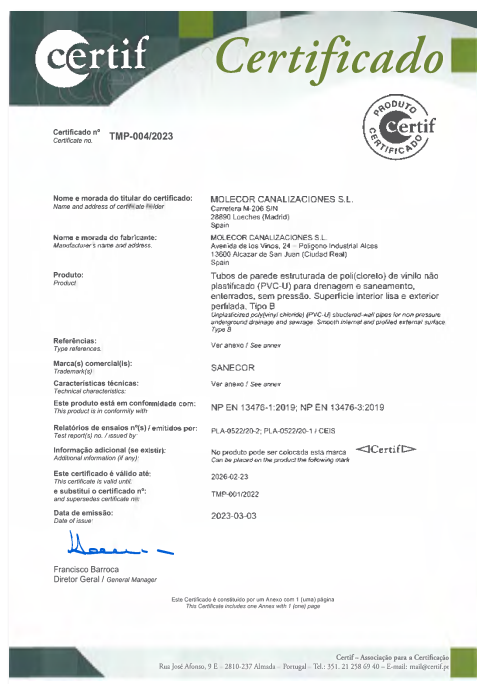 certif
Certificado
PRODUTO
certif
CERTIFICADO
Certificado nº TMP-004/2023
Certificate no.
Nome e morada do titular do certificado: MOLECOR CANALIZACIONES S.L.
Name and address of certificate holder Carretera M-206 S/N
28890 Loeches (Madrid)
Spain
Nome e morada do fabricante: MOLECOR CANALIZACIONES S.L.
Manufacturer's name and address. Avenida de los Vinos, 24 – Polígono Industrial Alces
13600 Alcazar de San Juan (Ciudad Real)
Spain
Produto: Tubos de parede estruturada de poli(cloreto) de vinilo não
Product: plastificado (PVC-U) para drenagem e saneamento,
enterrados, sem pressão. Superfície interior lisa e exterior
perfilada, Tipo B
Unplasticized poly(vinyl chloride) (PVC-U) structured-wall pipes for non pressure
underground drainage and sewrage. Smooth internal and profiled external surface.
Type B
Referências: Ver anexo / See annex
Type references.
Marca(s) comercial(is): SANECOR
Trademark(s):
Características técnicas: Ver anexo / See annex
Technical characteristics:
Este produto está em conformidade com: NP EN 13476-1:2019; NP EN 13476-3:2019
This product is in conformity with
Relatórios de ensaios nº(s) / emitidos por: PLA-0522/20-2; PLA-0522/20-1 / CEIS
Test report(s) no. / issued by:
Informação adicional (se existir): No produto pode ser colocada esta marca Certif
Additional information (if any): Can be placed on the product the following mark
Este certificado é válido até: 2026-02-23
This certificate is valid until:
e substitui o certificado nº: TMP-001/2022
and supersedes certificate nº:
Data de emissão: 2023-03-03
Date of issue:
Francisco Barroca
Diretor Geral / General Manager
Este Certificado é constituído por um Anexo com 1 (uma) página
This Certificate includes one Annex with 1 (one) page
Certif – Associação para a Certificação
Rua José Afonso, 9 E – 2810-237 Almada – Portugal – Tel.: 351. 21 258 69 40 – E-mail: mail@certif.pt